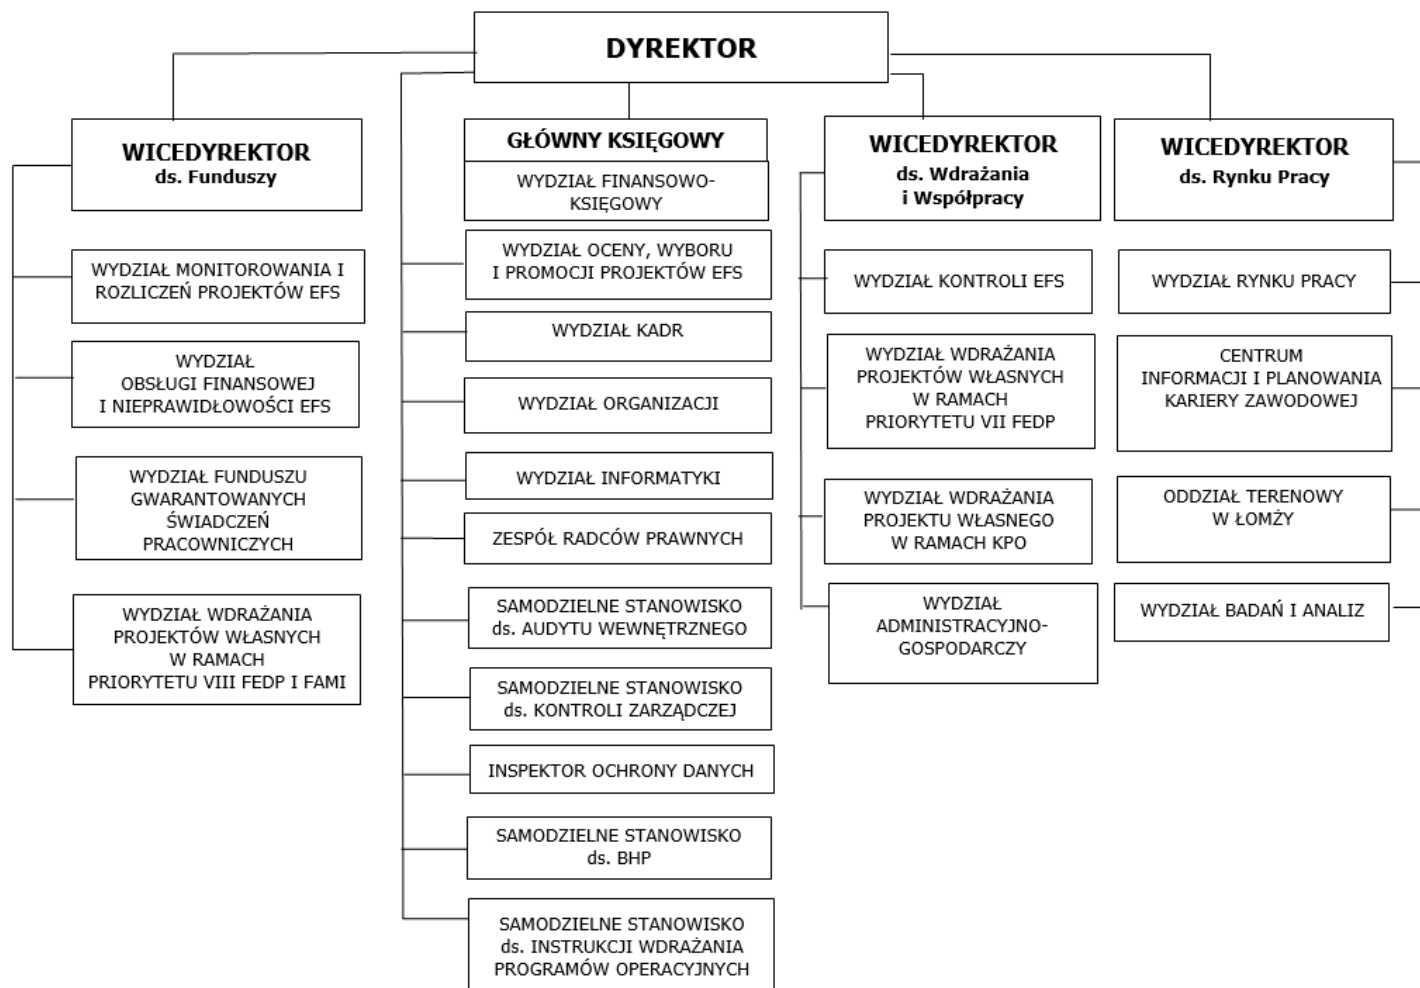 DYREKTOR
WICEDYREKTOR
ds. Funduszy
WYDZIAŁ MONITOROWANIA I
ROZLICZEŃ PROJEKTÓW EFS
WYDZIAŁ
OBSŁUGI FINANSOWEJ
I NIEPRAWIDŁOWOŚCI EFS
WYDZIAŁ FUNDUSZU
GWARANTOWANYCH
ŚWIADCZEŃ
PRACOWNICZYCH
WYDZIAŁ WDRAŻANIA
PROJEKTÓW WŁASNYCH
W RAMACH
PRIORYTETU VIII FEDP I FAMI
GŁÓWNY KSIĘGOWY
WYDZIAŁ FINANSOWO-
KSIĘGOWY
WYDZIAŁ OCENY, WYBORU
I PROMOCJI PROJEKTÓW EFS
WYDZIAŁ KADR
WYDZIAŁ ORGANIZACJI
WYDZIAŁ INFORMATYKI
ZESPÓŁ RADCÓW PRAWNYCH
SAMODZIELNE STANOWISKO
ds. AUDYTU WEWNĘTRZNEGO
SAMODZIELNE STANOWISKO
ds. KONTROLI ZARZĄDCZEJ
INSPEKTOR OCHRONY DANYCH
SAMODZIELNE STANOWISKO
ds. BHP
SAMODZIELNE STANOWISKO
ds. INSTRUKCJI WDRAŻANIA
PROGRAMÓW OPERACYJNYCH
WICEDYREKTOR
ds. Wdrażania
i Współpracy
WYDZIAŁ KONTROLI EFS
WYDZIAŁ WDRAŻANIA
PROJEKTÓW WŁASNYCH
W RAMACH
PRIORYTETU VII FEDP
WYDZIAŁ WDRAŻANIA
PROJEKTU WŁASNEGO
W RAMACH KPO
WYDZIAŁ
ADMINISTRACYJNO-
GOSPODARCZY
WICEDYREKTOR
ds. Rynku Pracy
WYDZIAŁ RYNKU PRACY
CENTRUM
INFORMACJI I PLANOWANIA
KARIERY ZAWODOWEJ
ODDZIAŁ TERENOWY
W ŁOMŻY
WYDZIAŁ BADAŃ I ANALIZ